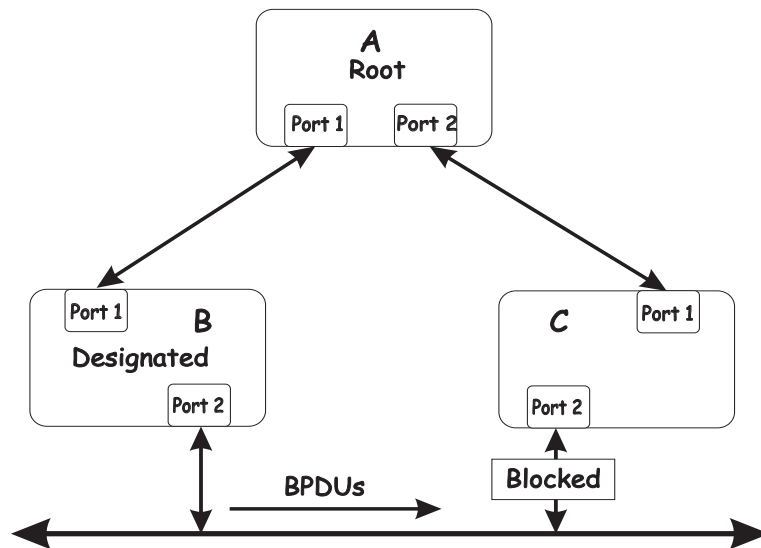 A
Root
Port 1
Port 2
Port 1
B
Designated
Port 2
C
Port 1
Port 2
BPDUs
Blocked